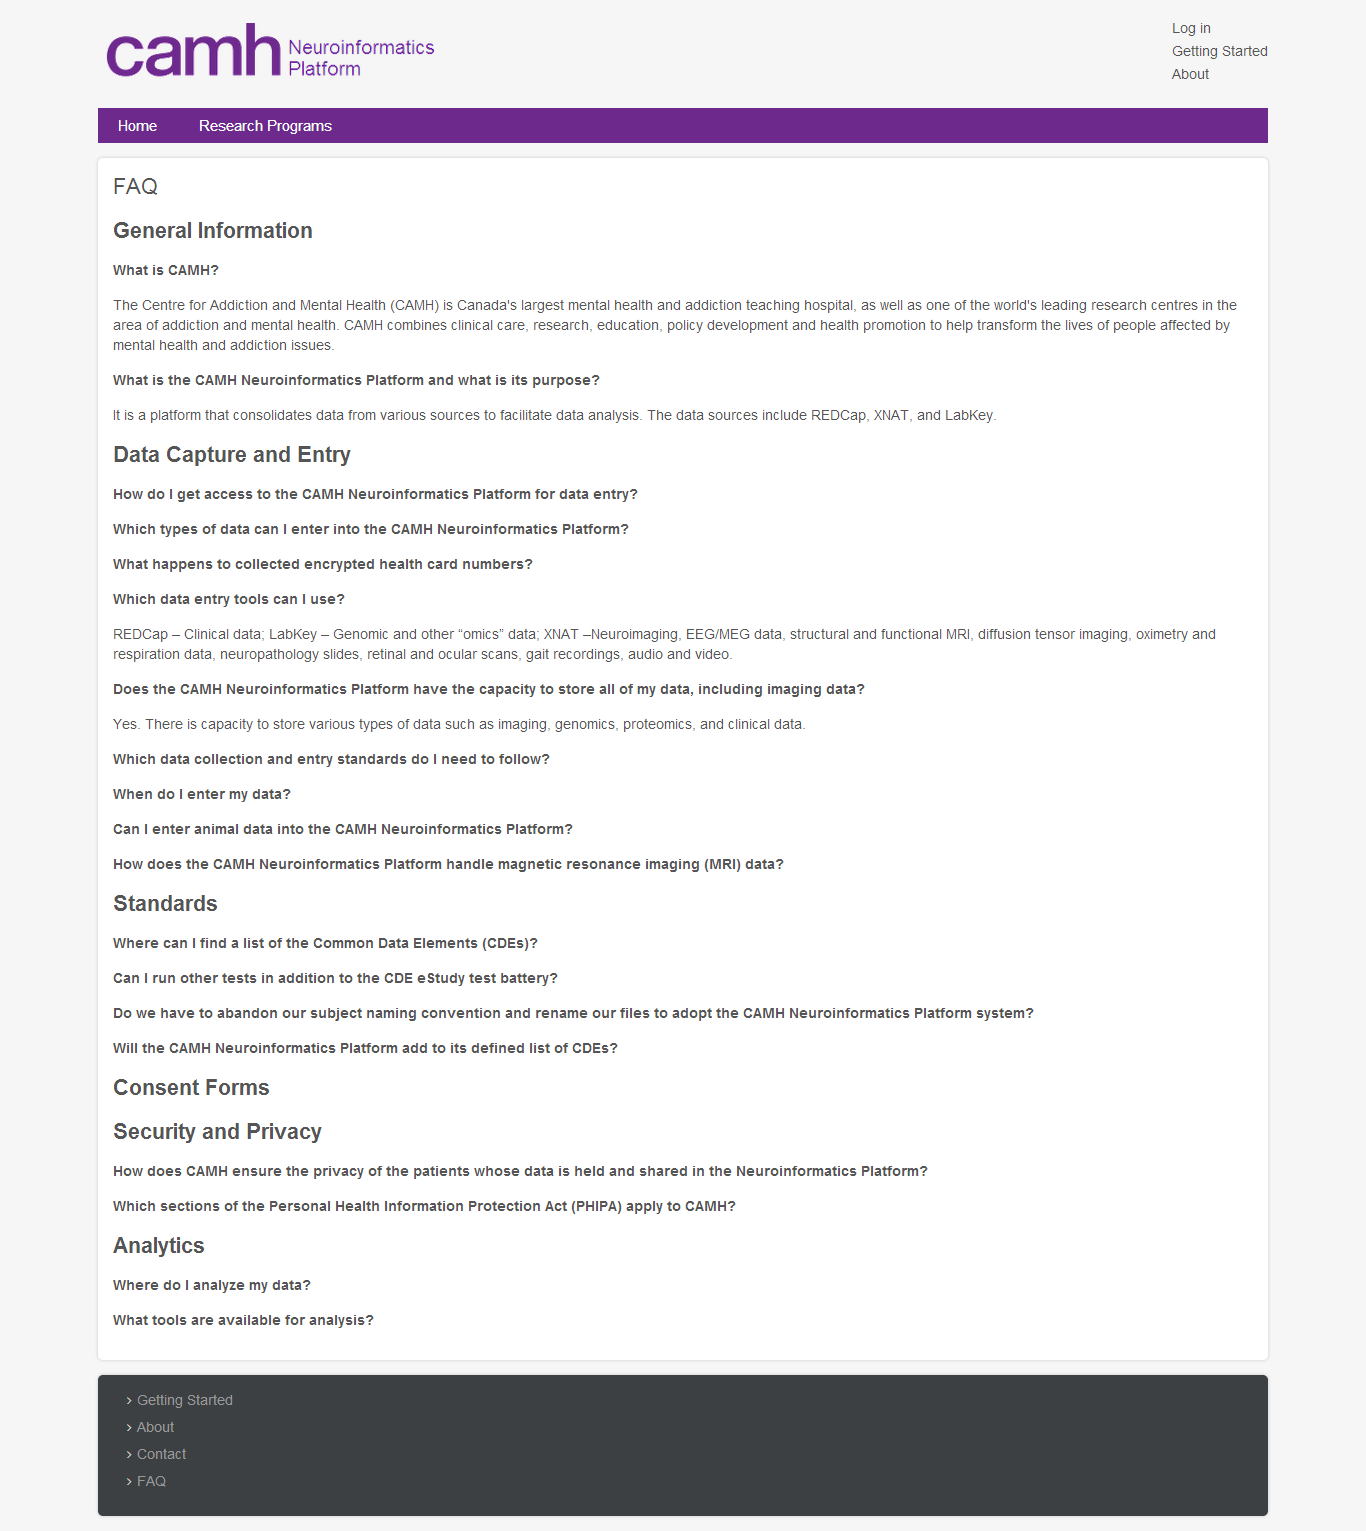 camh Neuroinformatics
Platform
Log in
Getting Started
About
Home Research Programs
FAQ
General Information
What is CAMH?
The Centre for Addiction and Mental Health (CAMH) is Canada's largest mental health and addiction teaching hospital, as well as one of the world's leading research centres in the
area of addiction and mental health. CAMH combines clinical care, research, education, policy development and health promotion to help transform the lives of people affected by
mental health and addiction issues.
What is the CAMH Neuroinformatics Platform and what is its purpose?
It is a platform that consolidates data from various sources to facilitate data analysis. The data sources include REDCap, XNAT, and LabKey.
Data Capture and Entry
How do I get access to the CAMH Neuroinformatics Platform for data entry?
Which types of data can I enter into the CAMH Neuroinformatics Platform?
What happens to collected encrypted health card numbers?
Which data entry tools can I use?
REDCap – Clinical data; LabKey – Genomic and other “omics” data; XNAT –Neuroimaging, EEG/MEG data, structural and functional MRI, diffusion tensor imaging, oximetry and
respiration data, neuropathology slides, retinal and ocular scans, gait recordings, audio and video.
Does the CAMH Neuroinformatics Platform have the capacity to store all of my data, including imaging data?
Yes. There is capacity to store various types of data such as imaging, genomics, proteomics, and clinical data.
Which data collection and entry standards do I need to follow?
When do I enter my data?
Can I enter animal data into the CAMH Neuroinformatics Platform?
How does the CAMH Neuroinformatics Platform handle magnetic resonance imaging (MRI) data?
Standards
Where can I find a list of the Common Data Elements (CDEs)?
Can I run other tests in addition to the CDE eStudy test battery?
Do we have to abandon our subject naming convention and rename our files to adopt the CAMH Neuroinformatics Platform system?
Will the CAMH Neuroinformatics Platform add to its defined list of CDEs?
Consent Forms
Security and Privacy
How does CAMH ensure the privacy of the patients whose data is held and shared in the Neuroinformatics Platform?
Which sections of the Personal Health Information Protection Act (PHIPA) apply to CAMH?
Analytics
Where do I analyze my data?
What tools are available for analysis?
› Getting Started
› About
› Contact
› FAQ